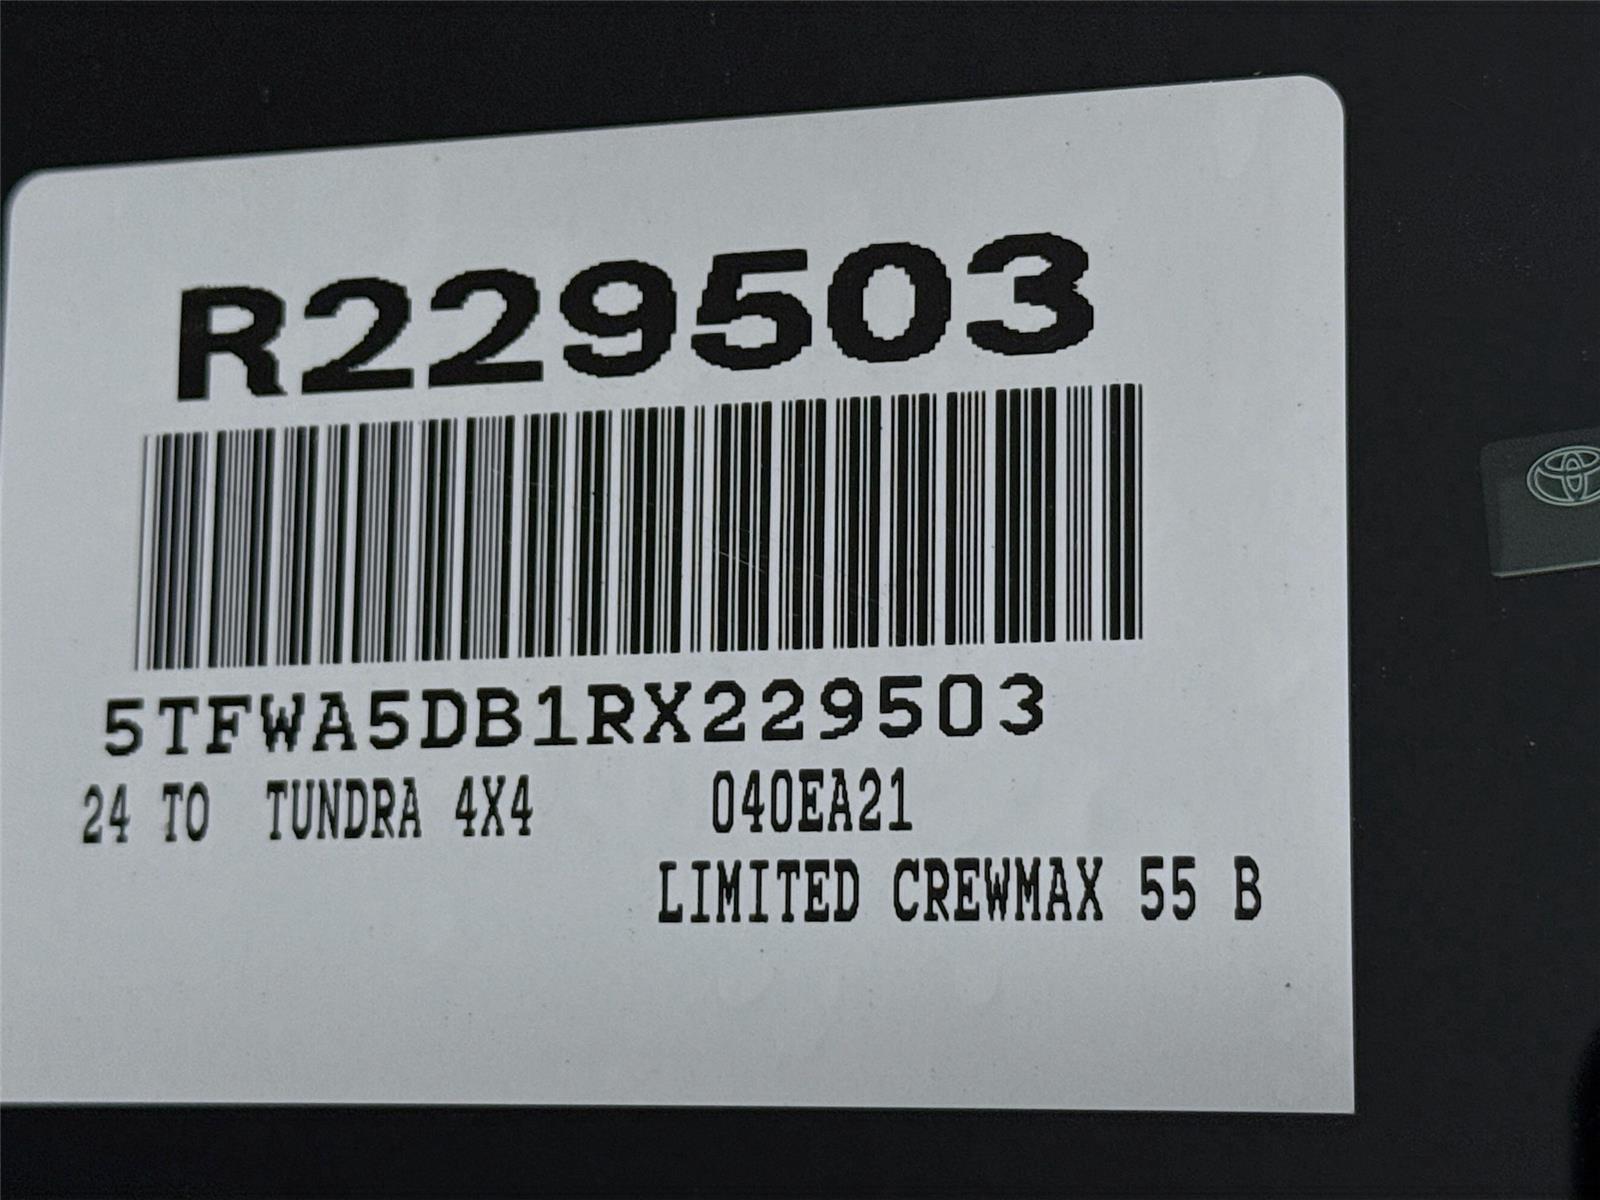 R229503
5TFWA5DB1RX229503
24 TO TUNDRA 4X4 040EA21
LIMITED CREWMAX 55 B